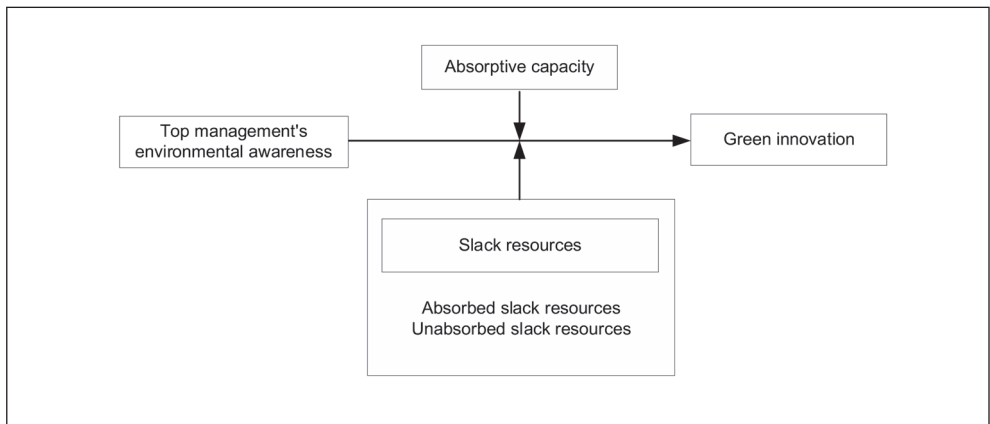 Absorptive capacity
Top management's
environmental awareness
Green innovation
Slack resources
Absorbed slack resources
Unabsorbed slack resources